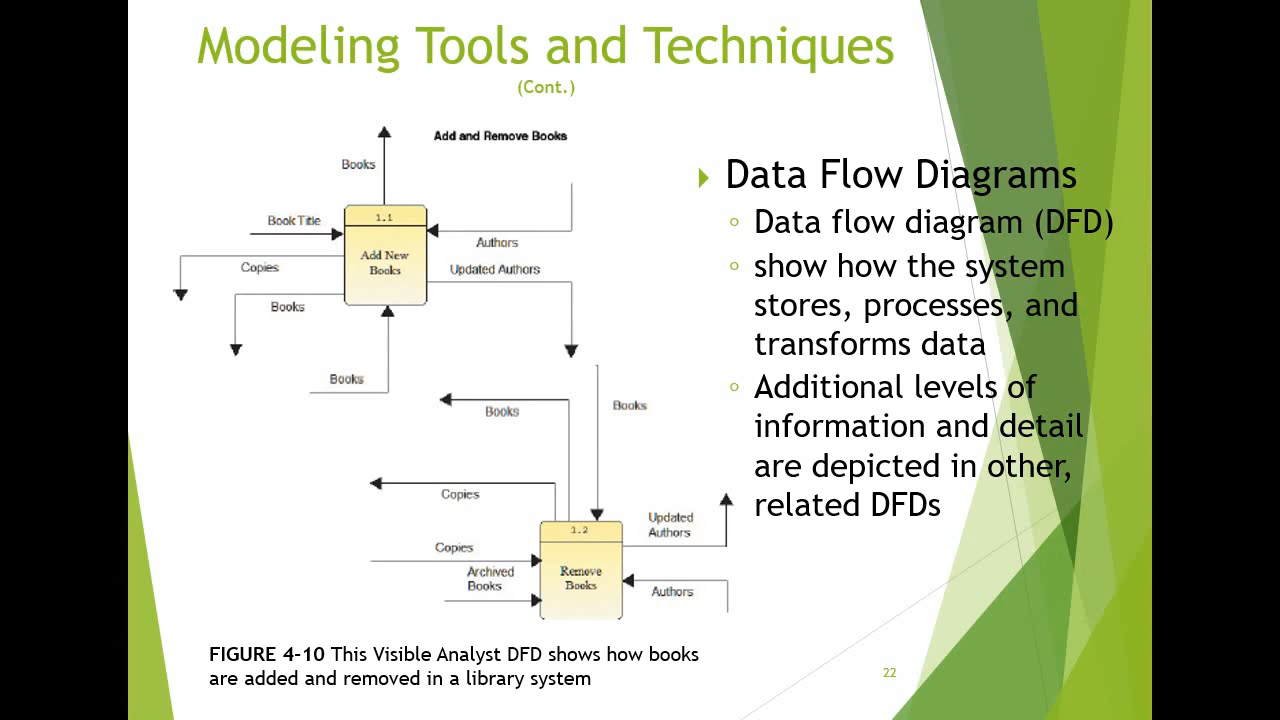 Modeling Tools and Techniques
(Cont.)
Add and Remove Books
Books
1.1
Book Title
Add New
Books
Authors
Copies
Updated Authors
Books
Books
Books
Books
Copies
1.2
Updated
Authors
Copies
Archived
Books
Remove
Books
Authors
FIGURE 4-10 This Visible Analyst DFD shows how books
are added and removed in a library system
Data Flow Diagrams
Data flow diagram (DFD)
show how the system
stores, processes, and
transforms data
Additional levels of
information and detail
are depicted in other,
related DFDs
22